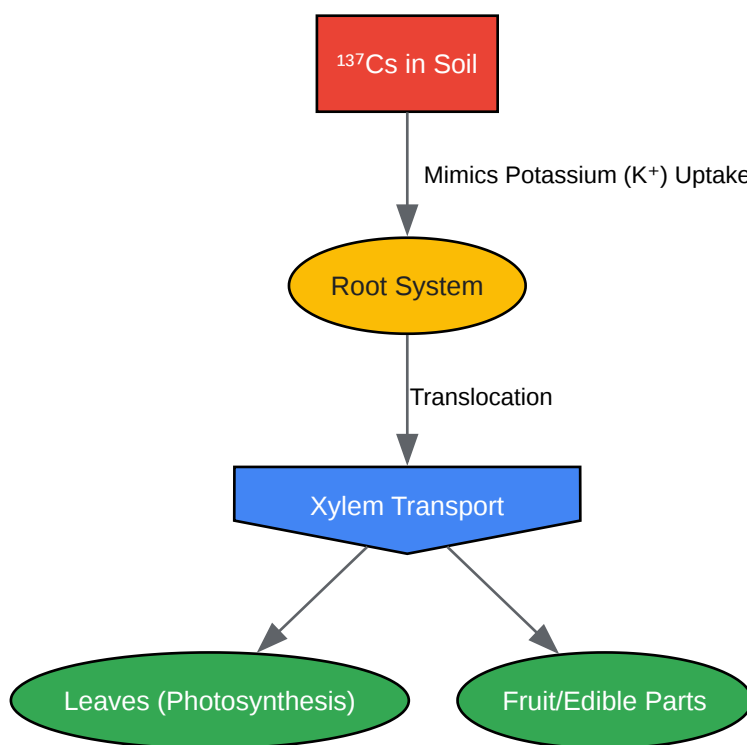 ¹³⁷Cs in Soil
Mimics Potassium (K⁺) Uptake
Root System
Translocation
Xylem Transport
Leaves (Photosynthesis)
Fruit/Edible Parts